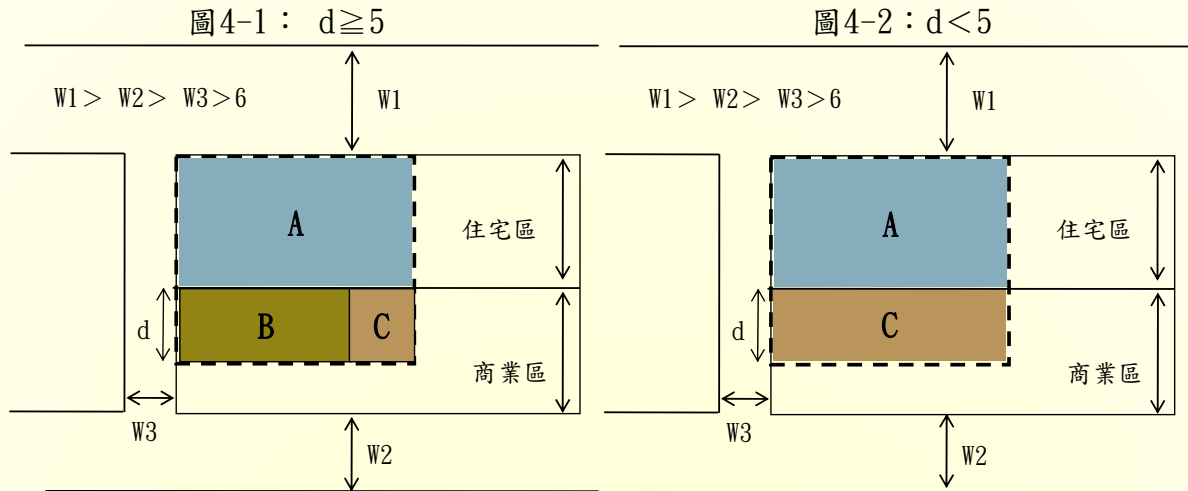 圖4-1： d≧5
W1＞ W2＞ W3＞6
W1
A
住宅區
d
B
C
商業區
W3
W2
圖4-2：d＜5
W1＞ W2＞ W3＞6
W1
A
住宅區
d
C
商業區
W3
W2